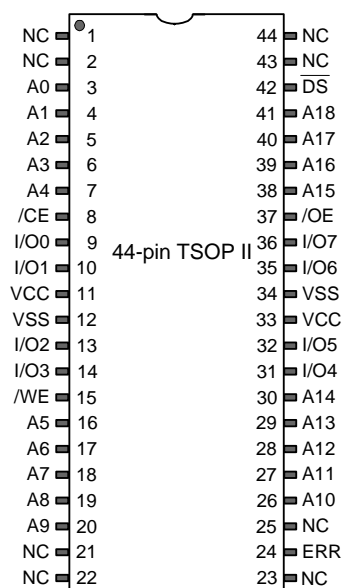 NC 1 44 NC
NC 2 43 NC
A0 3 42 DS
A1 4 41 A18
A2 5 40 A17
A3 6 39 A16
A4 7 38 A15
/CE 8 37 /OE
I/O0 9 36 I/O7
44-pin TSOP II
I/O1 10 35 I/O6
VCC 11 34 VSS
VSS 12 33 VCC
I/O2 13 32 I/O5
I/O3 14 31 I/O4
/WE 15 30 A14
A5 16 29 A13
A6 17 28 A12
A7 18 27 A11
A8 19 26 A10
A9 20 25 NC
NC 21 24 ERR
NC 22 23 NC